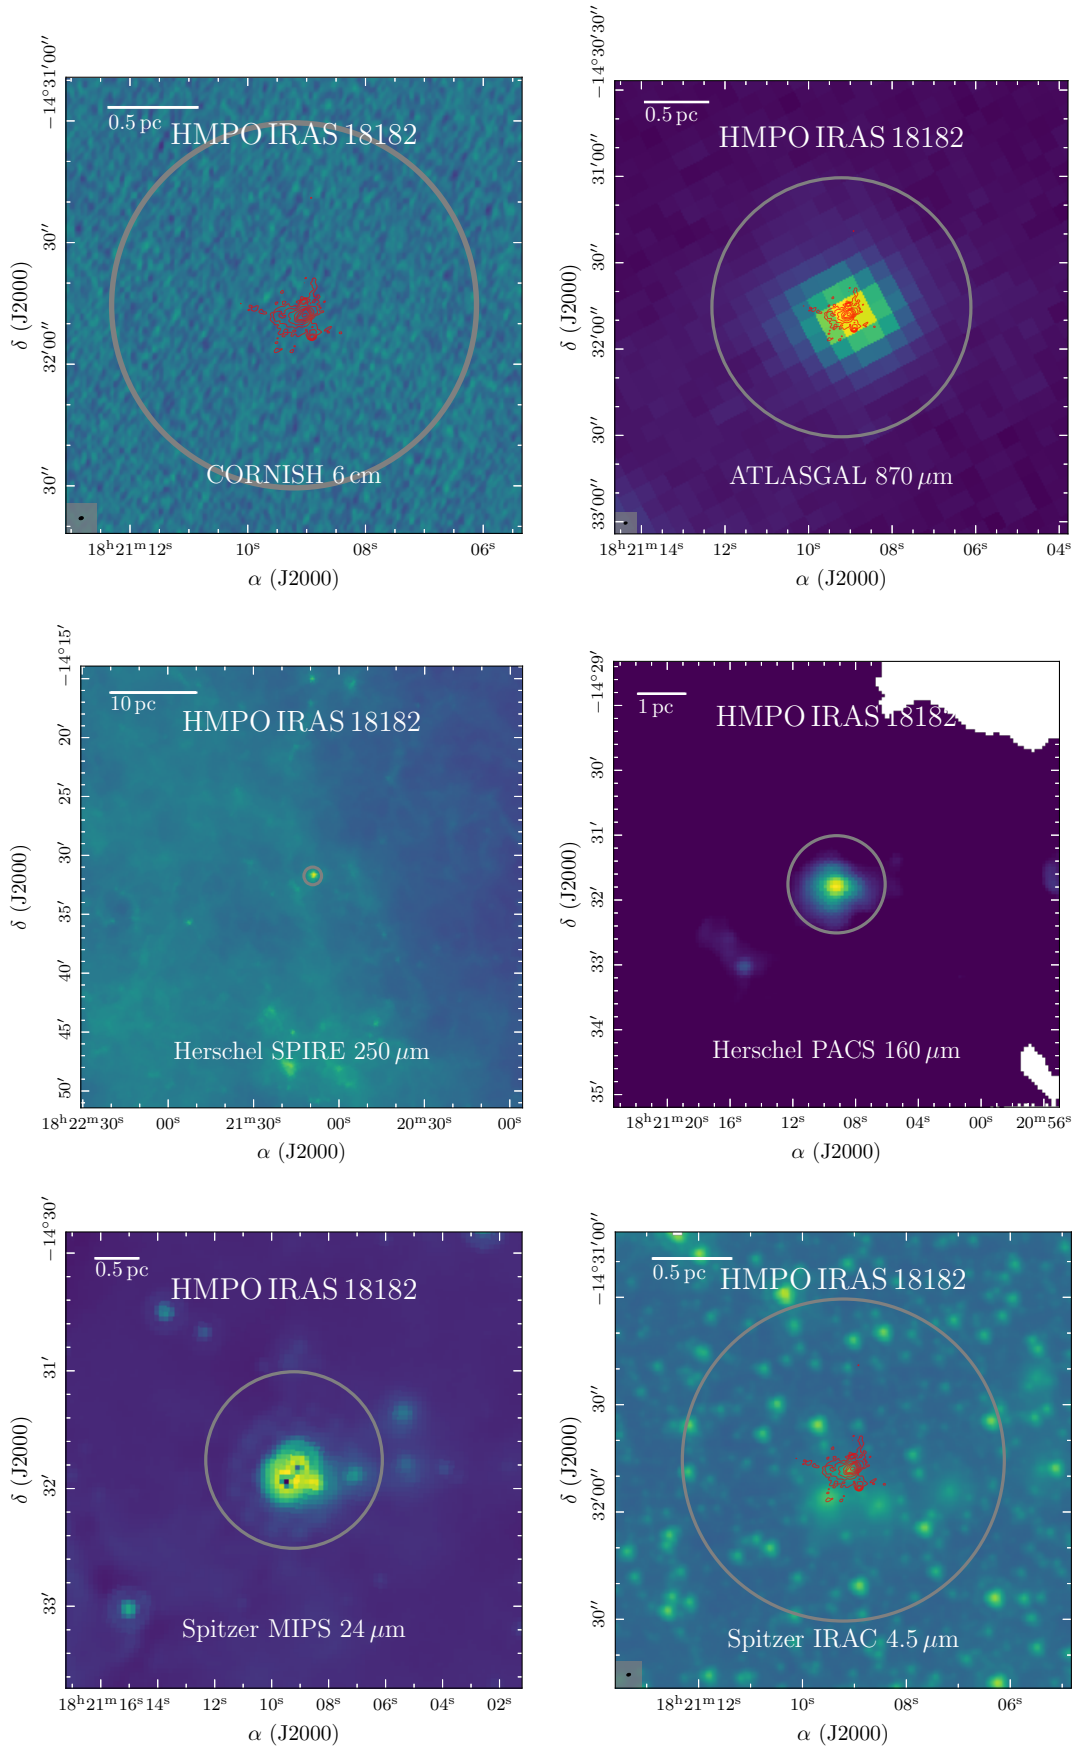 −14°31′00″
30″
32′00″
30″
δ (J2000)
0.5 pc
HMPO IRAS 18182
CORNISH 6 cm
18ʰ21ᵐ12ˢ 10ˢ 08ˢ 06ˢ
α (J2000)
−14°30′30″
31′00″
30″
32′00″
30″
33′00″
δ (J2000)
0.5 pc
HMPO IRAS 18182
ATLASGAL 870 μm
18ʰ21ᵐ14ˢ 12ˢ 10ˢ 08ˢ 06ˢ 04ˢ
α (J2000)
−14°15′
20′
25′
30′
35′
40′
45′
50′
δ (J2000)
10 pc
HMPO IRAS 18182
Herschel SPIRE 250 μm
18ʰ22ᵐ30ˢ 00ˢ 21ᵐ30ˢ 00ˢ 20ᵐ30ˢ 00ˢ
α (J2000)
−14°29′
30′
31′
32′
33′
34′
35′
δ (J2000)
1 pc
HMPO IRAS 18182
Herschel PACS 160 μm
18ʰ21ᵐ20ˢ 16ˢ 12ˢ 08ˢ 04ˢ 00ˢ 20ᵐ56ˢ
α (J2000)
−14°30′
31′
32′
33′
δ (J2000)
0.5 pc
HMPO IRAS 18182
Spitzer MIPS 24 μm
18ʰ21ᵐ16ˢ 14ˢ 12ˢ 10ˢ 08ˢ 06ˢ 04ˢ 02ˢ
α (J2000)
−14°31′00″
30″
32′00″
30″
δ (J2000)
0.5 pc
HMPO IRAS 18182
Spitzer IRAC 4.5 μm
18ʰ21ᵐ12ˢ 10ˢ 08ˢ 06ˢ
α (J2000)